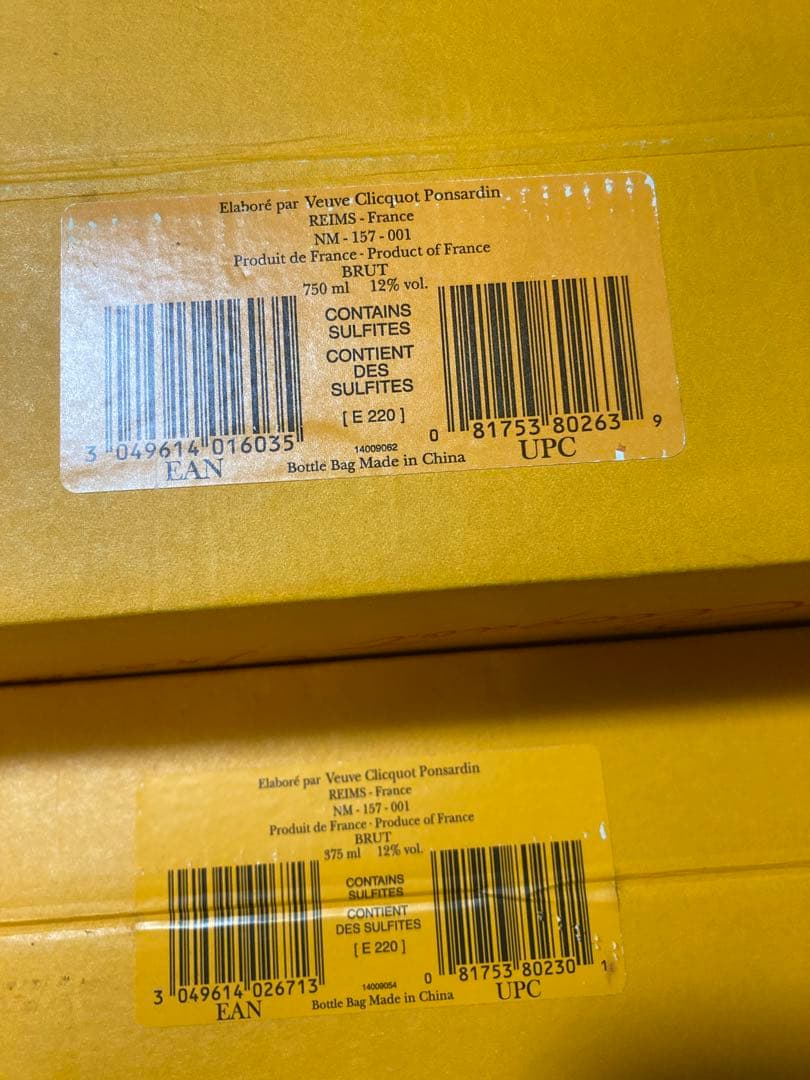 Elaboré par Veuve Clicquot Ponsardin
REIMS - France
NM - 157 - 001
Produit de France - Product of France
BRUT
750 ml 12% vol.
CONTAINS
SULFITES
CONTIENT
DES
SULFITES
[ E 220 ]
3 049614 016035
EAN
0 81753 80263 9
UPC
14009062
Bottle Bag Made in China
Elaboré par Veuve Clicquot Ponsardin
REIMS - France
NM - 157 - 001
Produit de France - Produce of France
BRUT
375 ml 12% vol.
CONTAINS
SULFITES
CONTIENT
DES SULFITES
[ E 220 ]
3 049614 026713
EAN
0 81753 80230 1
UPC
14009054
Bottle Bag Made in China